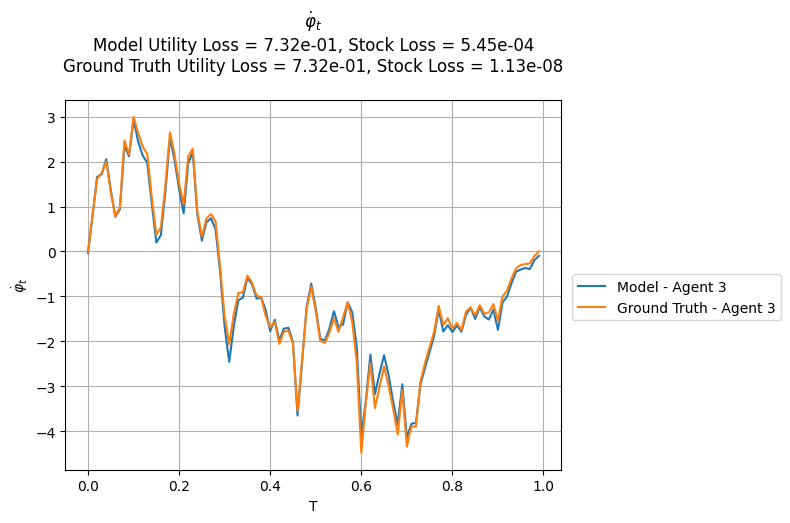 φ̇ₜ
Model Utility Loss = 7.32e-01, Stock Loss = 5.45e-04
Ground Truth Utility Loss = 7.32e-01, Stock Loss = 1.13e-08
3
2
1
0
−1
−2
−3
−4
φ̇ₜ
0.0 0.2 0.4 0.6 0.8 1.0
T
Model - Agent 3
Ground Truth - Agent 3